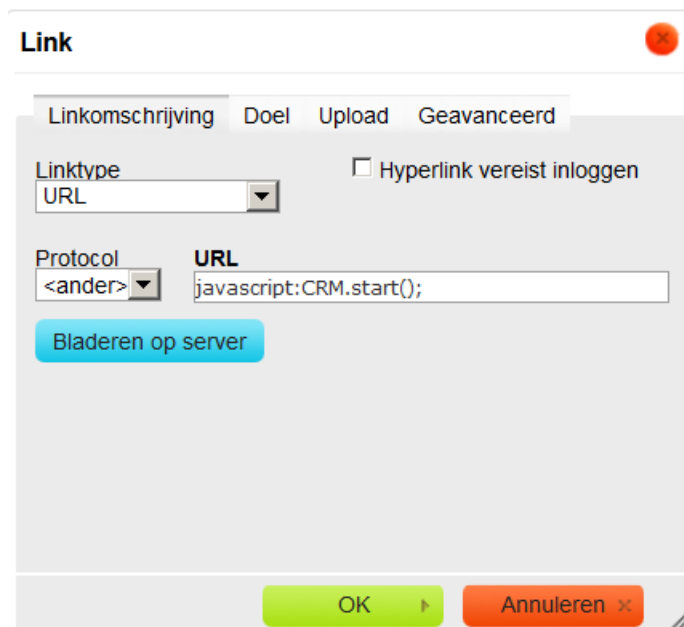 Link
Linkomschrijving Doel Upload Geavanceerd
Linktype Hyperlink vereist inloggen
URL
Protocol URL
<ander> javascript:CRM.start();
Bladeren op server
OK Annuleren